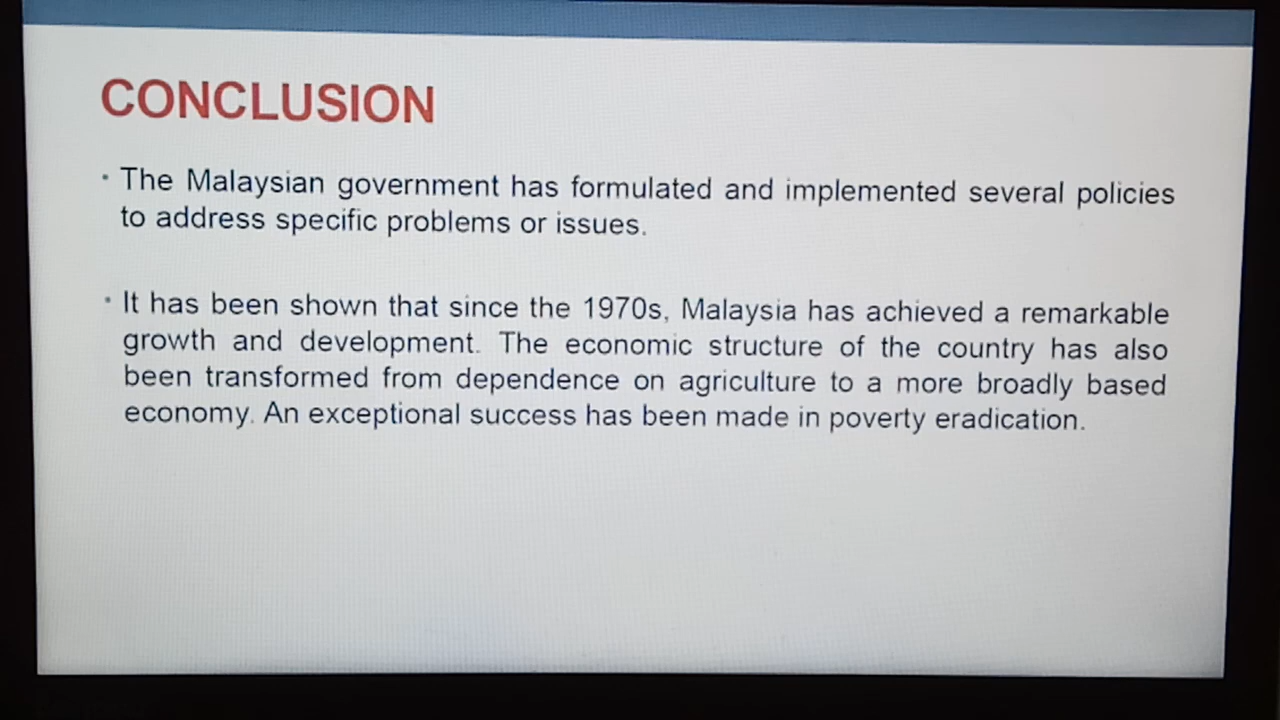 CONCLUSION
• The Malaysian government has formulated and implemented several policies
to address specific problems or issues.
• It has been shown that since the 1970s, Malaysia has achieved a remarkable
growth and development. The economic structure of the country has also
been transformed from dependence on agriculture to a more broadly based
economy. An exceptional success has been made in poverty eradication.